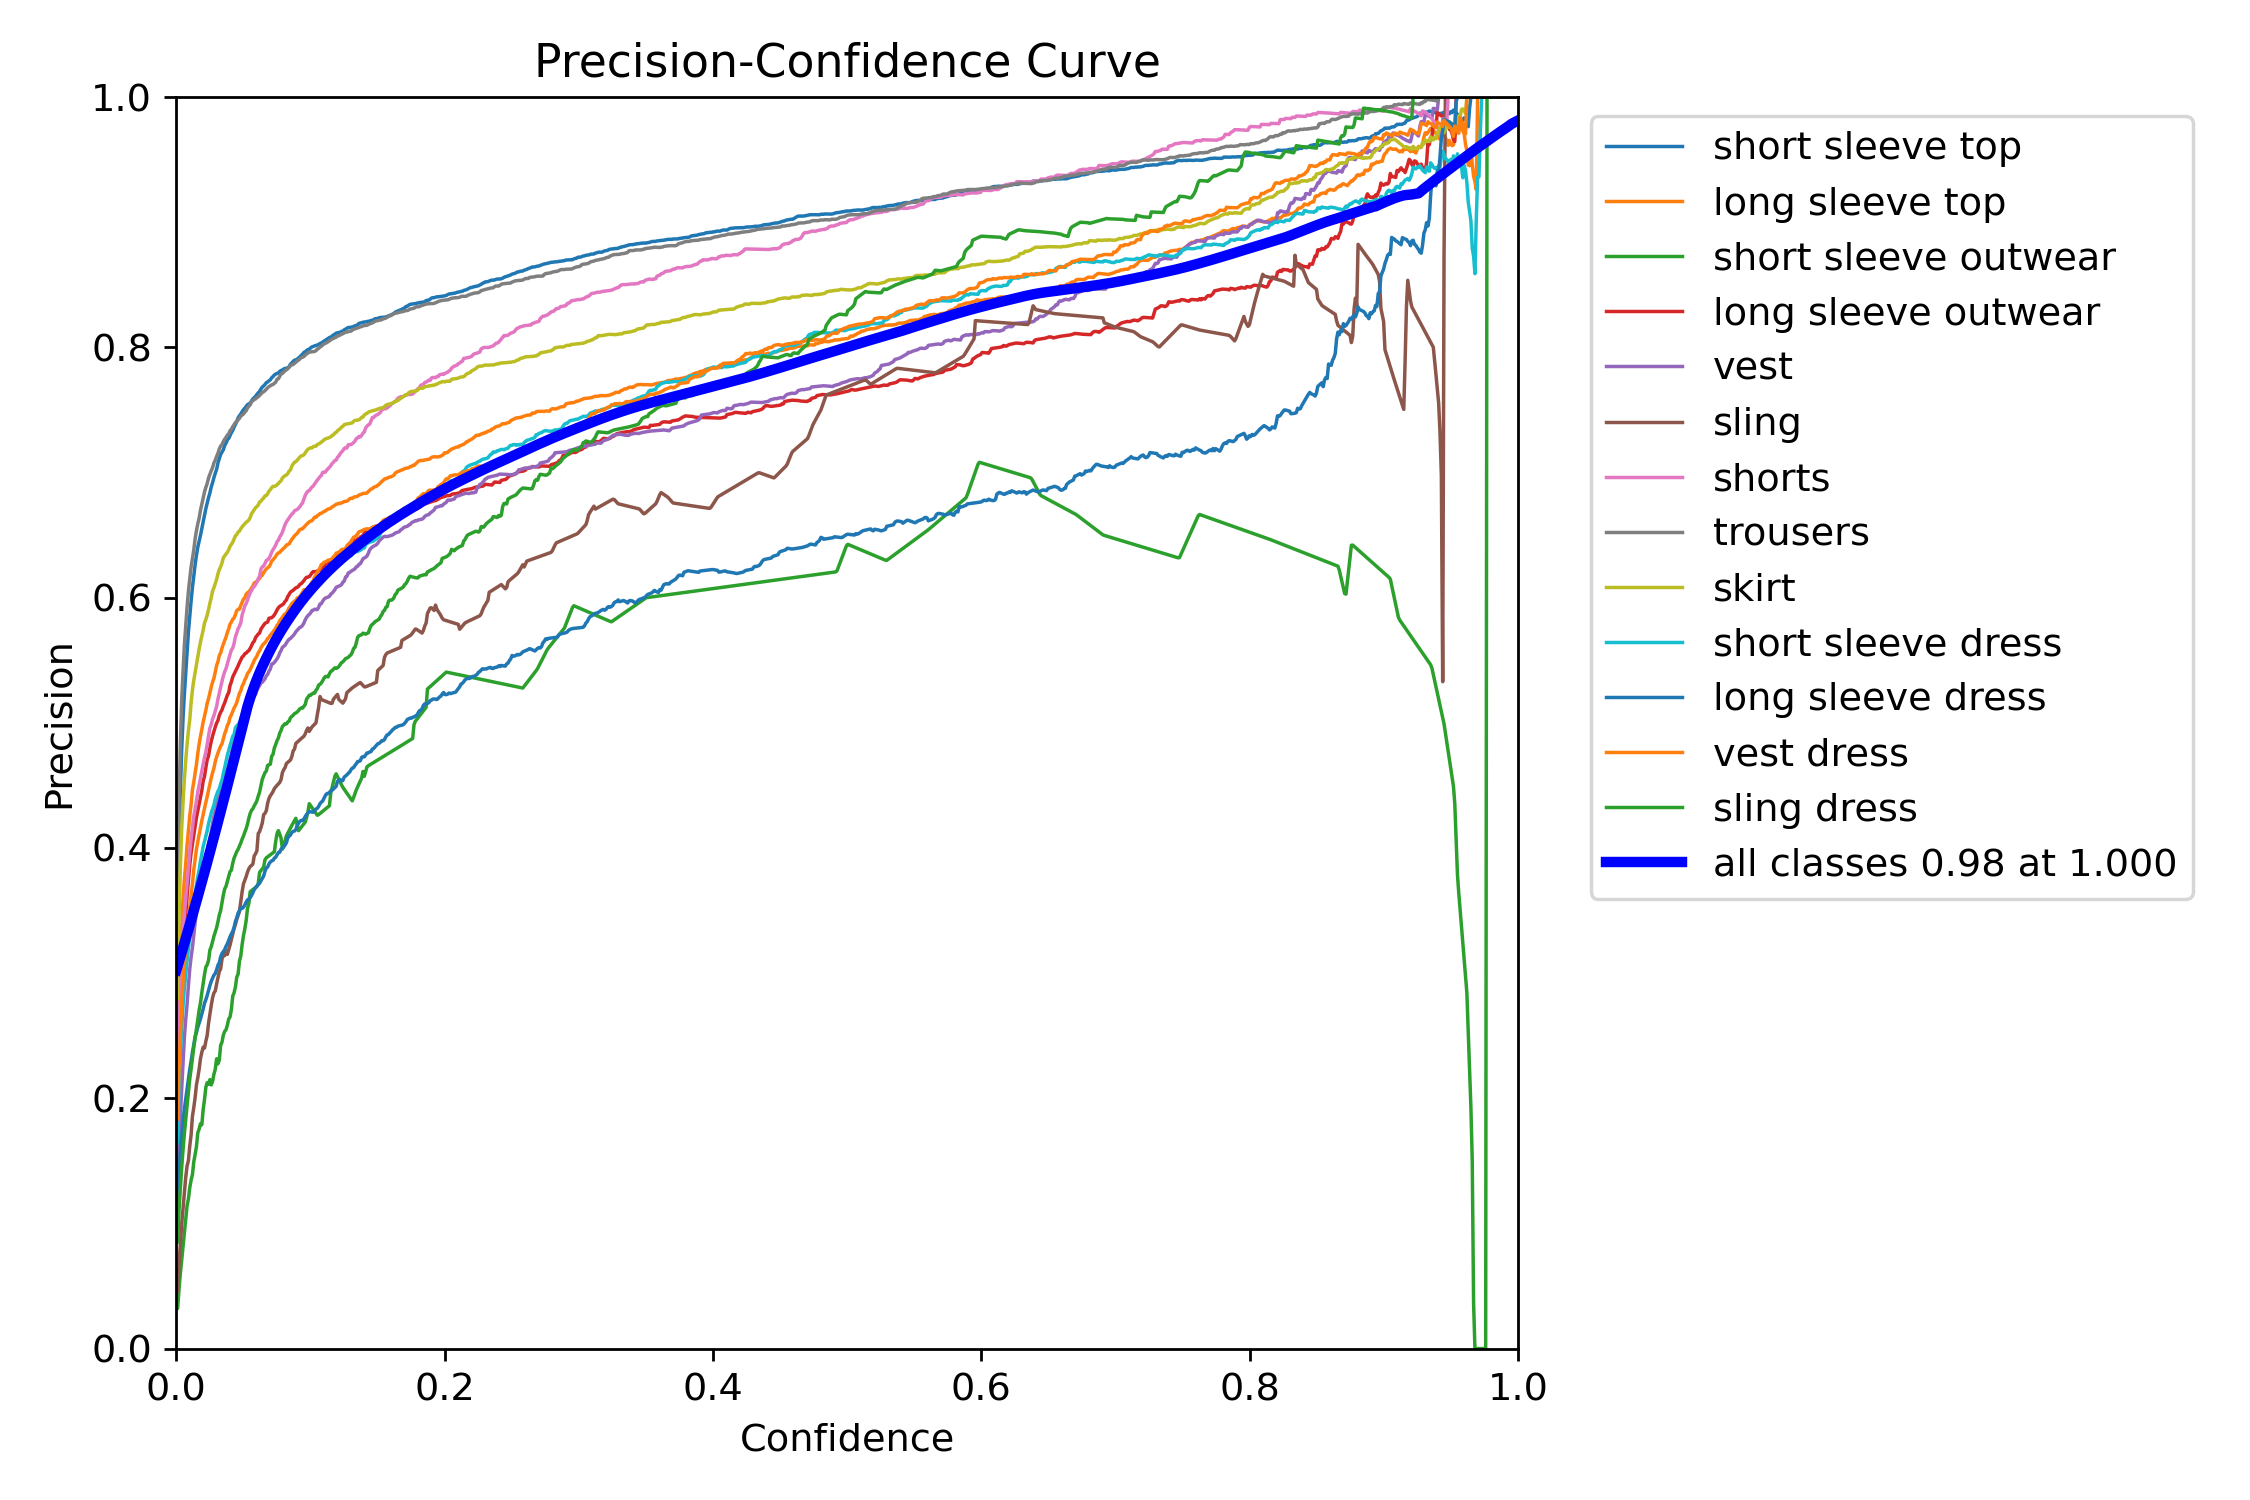 Precision-Confidence Curve
1.0
0.8
0.6
0.4
0.2
0.0
Precision
0.0 0.2 0.4 0.6 0.8 1.0
Confidence
short sleeve top
long sleeve top
short sleeve outwear
long sleeve outwear
vest
sling
shorts
trousers
skirt
short sleeve dress
long sleeve dress
vest dress
sling dress
all classes 0.98 at 1.000